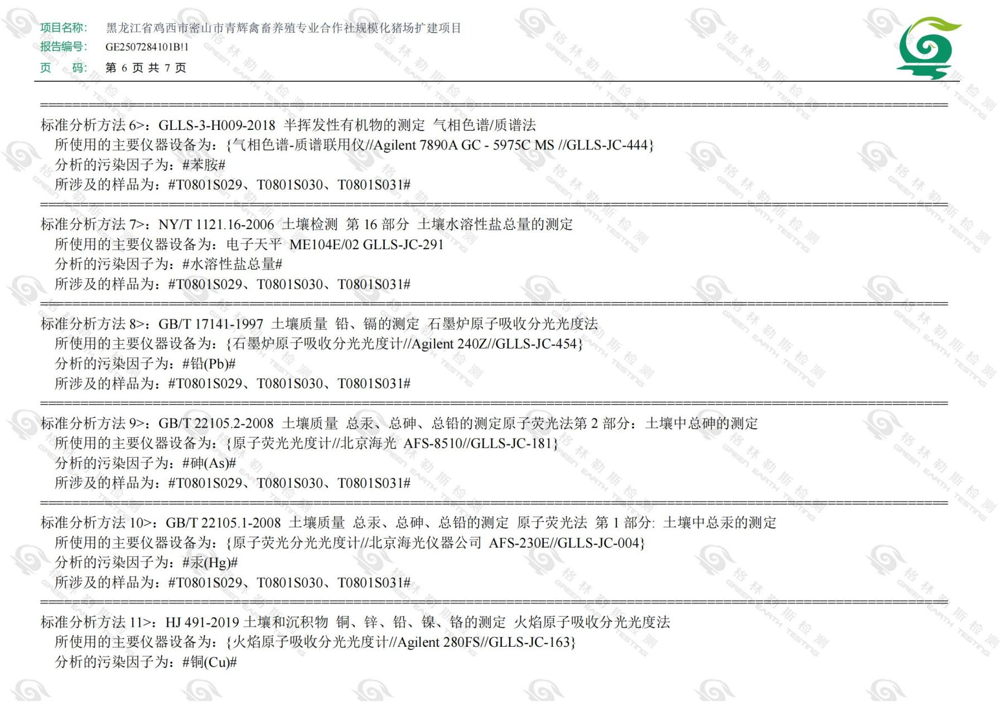 项目名称： 黑龙江省鸡西市密山市青辉禽畜养殖专业合作社规模化猪场扩建项目
报告编号： GE2507284101B!1
页 码： 第 6 页 共 7 页
标准分析方法 6>：GLLS-3-H009-2018 半挥发性有机物的测定 气相色谱/质谱法
所使用的主要仪器设备为：{气相色谱-质谱联用仪//Agilent 7890A GC - 5975C MS //GLLS-JC-444}
分析的污染因子为：#苯胺#
所涉及的样品为：#T0801S029、T0801S030、T0801S031#
标准分析方法 7>：NY/T 1121.16-2006 土壤检测 第 16 部分 土壤水溶性盐总量的测定
所使用的主要仪器设备为：电子天平 ME104E/02 GLLS-JC-291
分析的污染因子为：#水溶性盐总量#
所涉及的样品为：#T0801S029、T0801S030、T0801S031#
标准分析方法 8>：GB/T 17141-1997 土壤质量 铅、镉的测定 石墨炉原子吸收分光光度法
所使用的主要仪器设备为：{石墨炉原子吸收分光光度计//Agilent 240Z//GLLS-JC-454}
分析的污染因子为：#铅(Pb)#
所涉及的样品为：#T0801S029、T0801S030、T0801S031#
标准分析方法 9>：GB/T 22105.2-2008 土壤质量 总汞、总砷、总铅的测定原子荧光法第 2 部分：土壤中总砷的测定
所使用的主要仪器设备为：{原子荧光光度计//北京海光 AFS-8510//GLLS-JC-181}
分析的污染因子为：#砷(As)#
所涉及的样品为：#T0801S029、T0801S030、T0801S031#
标准分析方法 10>：GB/T 22105.1-2008 土壤质量 总汞、总砷、总铅的测定 原子荧光法 第 1 部分: 土壤中总汞的测定
所使用的主要仪器设备为：{原子荧光分光光度计//北京海光仪器公司 AFS-230E//GLLS-JC-004}
分析的污染因子为：#汞(Hg)#
所涉及的样品为：#T0801S029、T0801S030、T0801S031#
标准分析方法 11>：HJ 491-2019 土壤和沉积物 铜、锌、铅、镍、铬的测定 火焰原子吸收分光光度法
所使用的主要仪器设备为：{火焰原子吸收分光光度计//Agilent 280FS//GLLS-JC-163}
分析的污染因子为：#铜(Cu)#
格林勒斯检测
GREEN EARTH TESTING